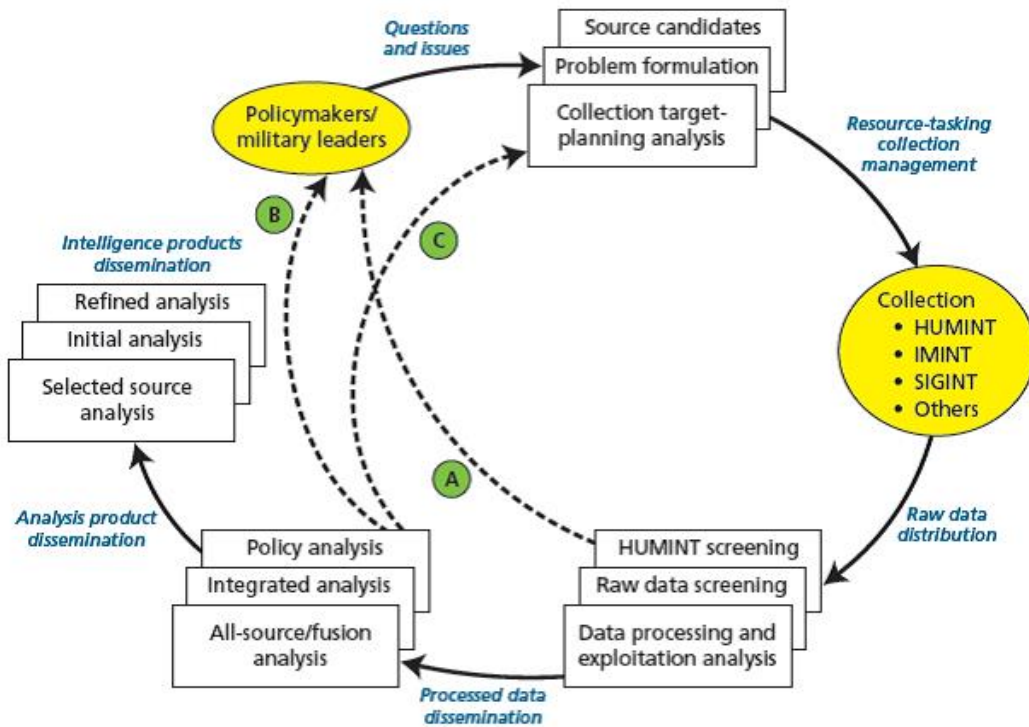 Questions
and issues
Source candidates
Problem formulation
Collection target-
planning analysis
Policymakers/
military leaders
Resource-tasking
collection
management
B
C
Intelligence products
dissemination
Refined analysis
Initial analysis
Selected source
analysis
Collection
• HUMINT
• IMINT
• SIGINT
• Others
A
Analysis product
dissemination
Raw data
distribution
Policy analysis
Integrated analysis
All-source/fusion
analysis
HUMINT screening
Raw data screening
Data processing and
exploitation analysis
Processed data
dissemination